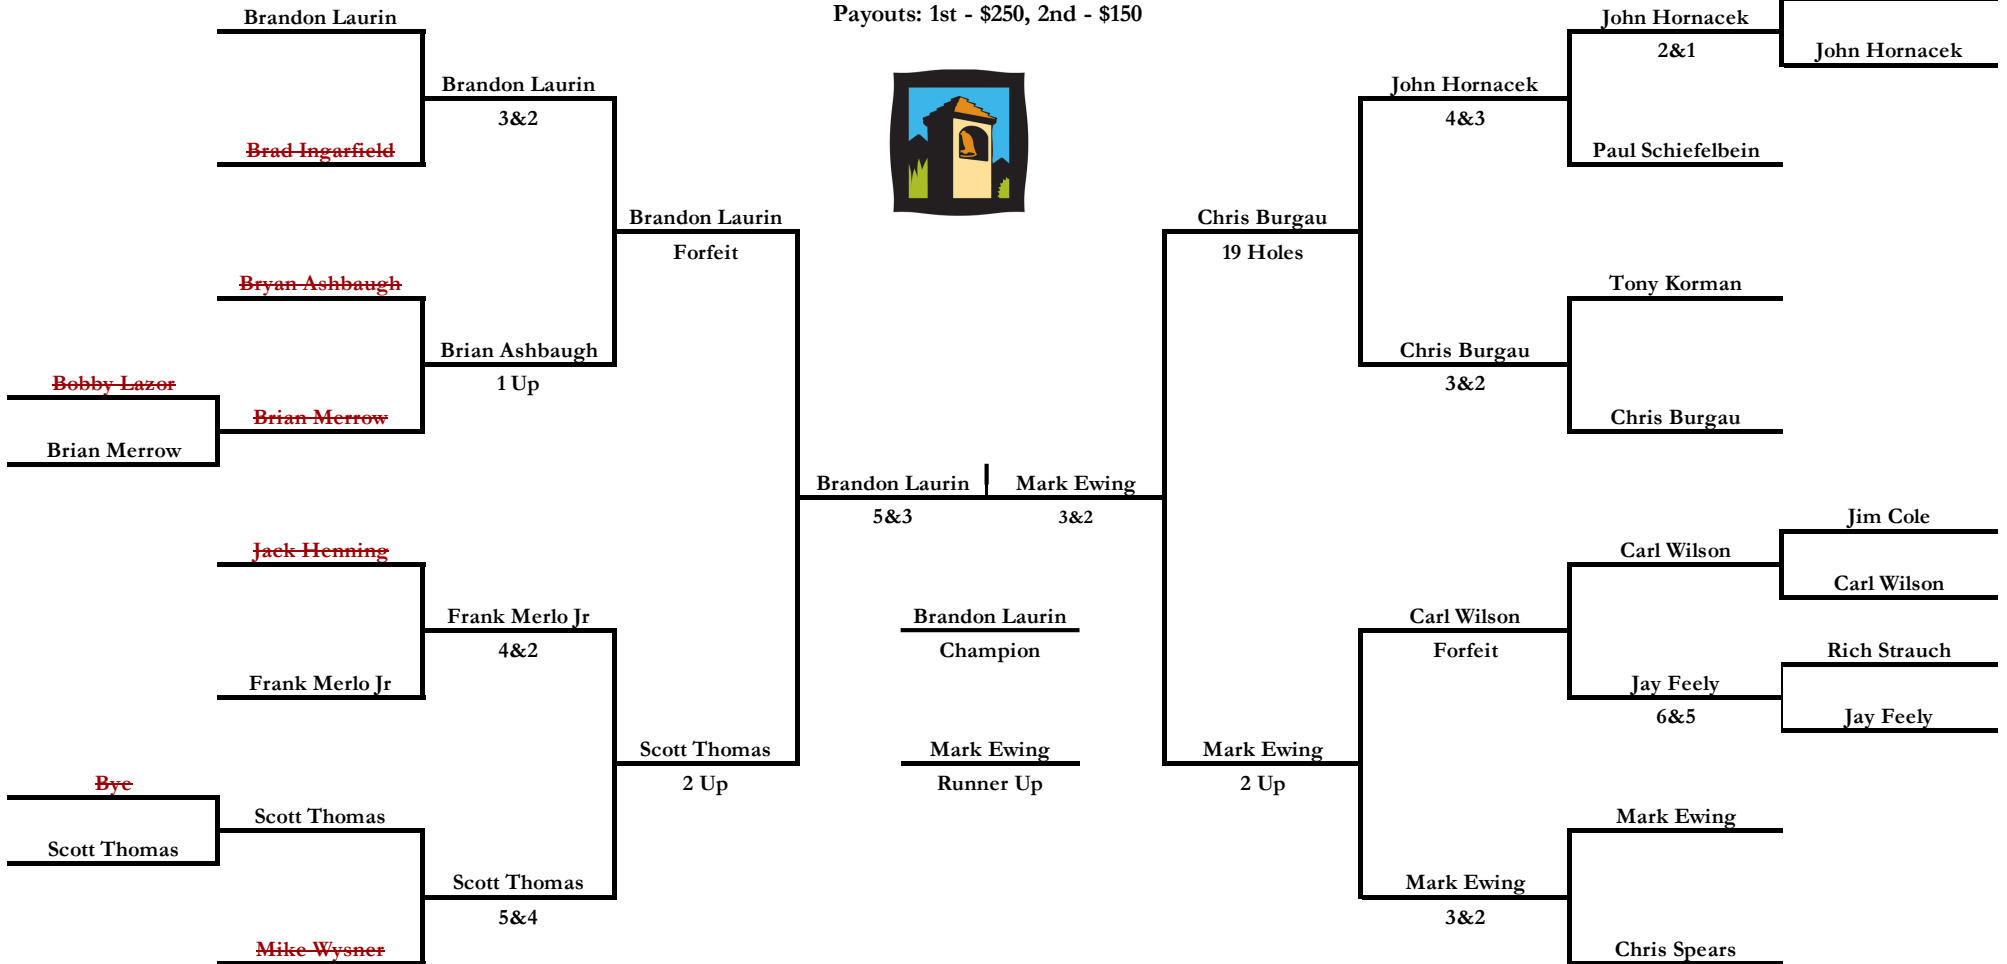 Payouts: 1st - $250, 2nd - $150
Brandon Laurin
Brandon Laurin
3&2
Brad Ingarfield
Brandon Laurin
Forfeit
Bryan Ashbaugh
Brian Ashbaugh
1 Up
Bobby Lazor
Brian Merrow
Brian Merrow
Brandon Laurin
5&3
Jack Henning
Frank Merlo Jr
4&2
Frank Merlo Jr
Scott Thomas
2 Up
Bye
Scott Thomas
Scott Thomas
Scott Thomas
5&4
Mike Wysner
Mark Ewing
3&2
Brandon Laurin
Champion
Mark Ewing
Runner Up
John Hornacek
2&1
John Hornacek
John Hornacek
4&3
Paul Schiefelbein
Chris Burgau
19 Holes
Tony Korman
Chris Burgau
3&2
Chris Burgau
Jim Cole
Carl Wilson
Carl Wilson
Carl Wilson
Forfeit
Rich Strauch
Jay Feely
6&5
Jay Feely
Mark Ewing
2 Up
Mark Ewing
Mark Ewing
3&2
Chris Spears